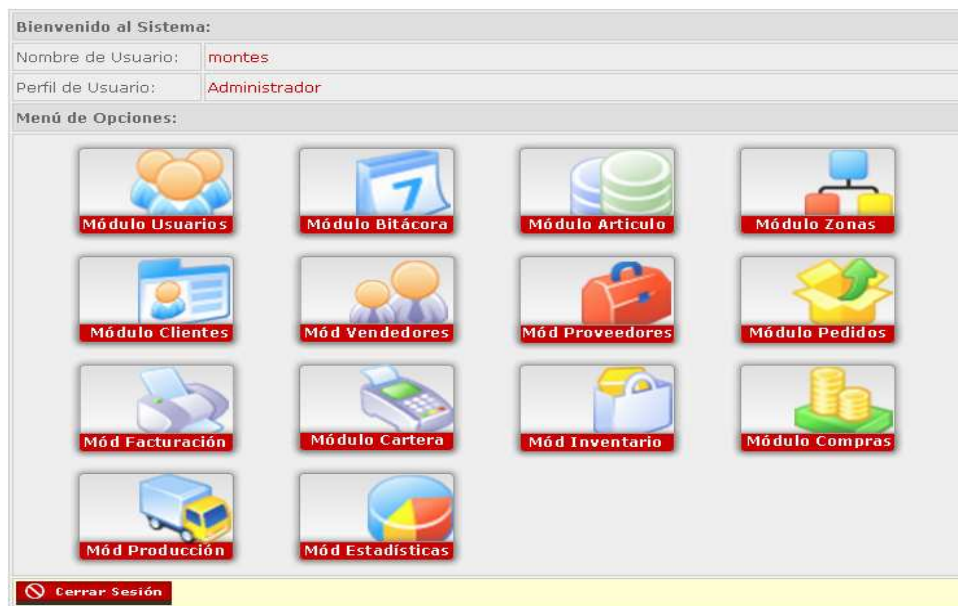 Bienvenido al Sistema:
Nombre de Usuario: montes
Perfil de Usuario: Administrador
Menú de Opciones:
7
Módulo Usuarios Módulo Bitácora Módulo Articulo Módulo Zonas
Módulo Clientes Mód Vendedores Mód Proveedores Módulo Pedidos
Mód Facturación Módulo Cartera Mód Inventario Módulo Compras
Mód Producción Mód Estadísticas
Cerrar Sesión